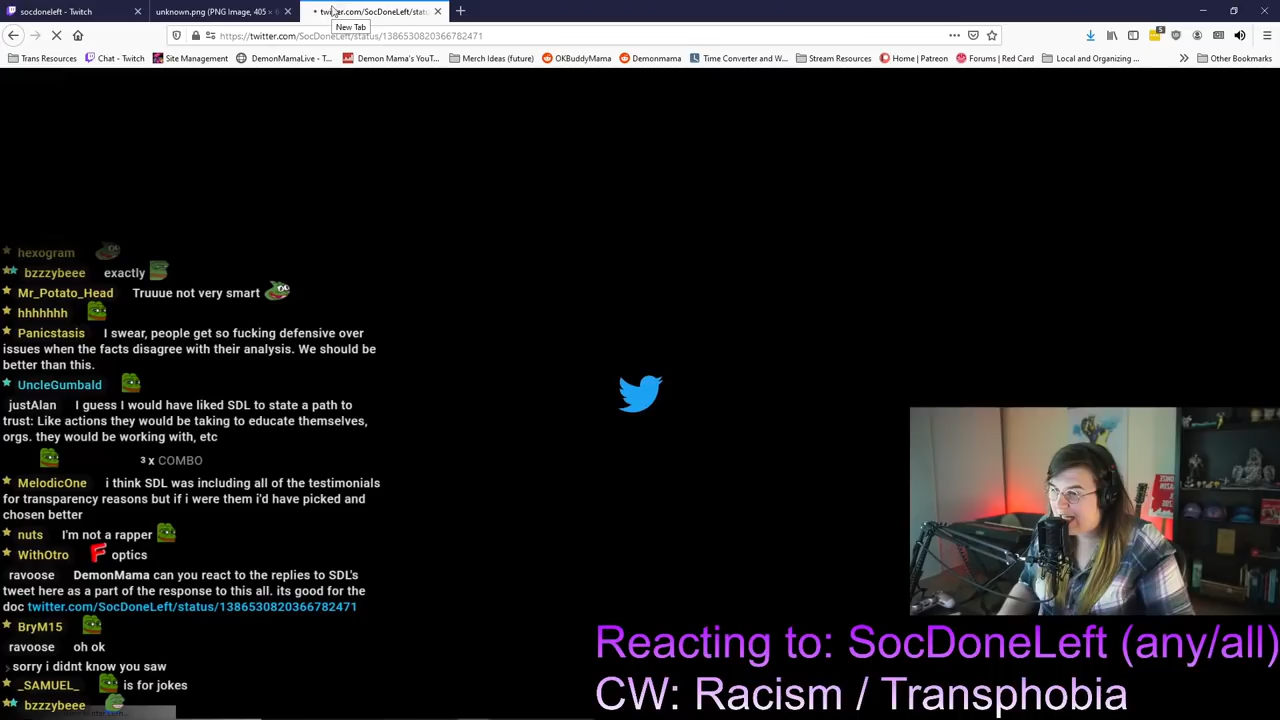 socdoneleft - Twitch
unknown.png (PNG Image, 405 ×
twitter.com/SocDoneLeft/statu
New Tab
https://twitter.com/SocDoneLeft/status/1386530820366782471
Trans Resources
Chat - Twitch
Site Management
DemonMamaLive - T...
Demon Mama's YouT...
Merch Ideas (future)
OKBuddyMama
Demonmama
Time Converter and W...
Stream Resources
Home | Patreon
Forums | Red Card
Local and Organizing ...
Other Bookmarks
hexogram
bzzzybeee exactly
Mr_Potato_Head Truuue not very smart
hhhhhhh
Panicstasis I swear, people get so fucking defensive over
issues when the facts disagree with their analysis. We should be
better than this.
UncleGumbald
justAlan I guess I would have liked SDL to state a path to
trust: Like actions they would be taking to educate themselves,
orgs. they would be working with, etc
3 x COMBO
MelodicOne i think SDL was including all of the testimonials
for transparency reasons but if i were them i'd have picked and
chosen better
nuts I'm not a rapper
WithOtro F optics
ravoose DemonMama can you react to the replies to SDL's
tweet here as a part of the response to this all. its good for the
doc twitter.com/SocDoneLeft/status/1386530820366782471
BryM15
ravoose oh ok
sorry i didnt know you saw
_SAMUEL_ is for jokes
bzzzybeee
Reacting to: SocDoneLeft (any/all)
CW: Racism / Transphobia